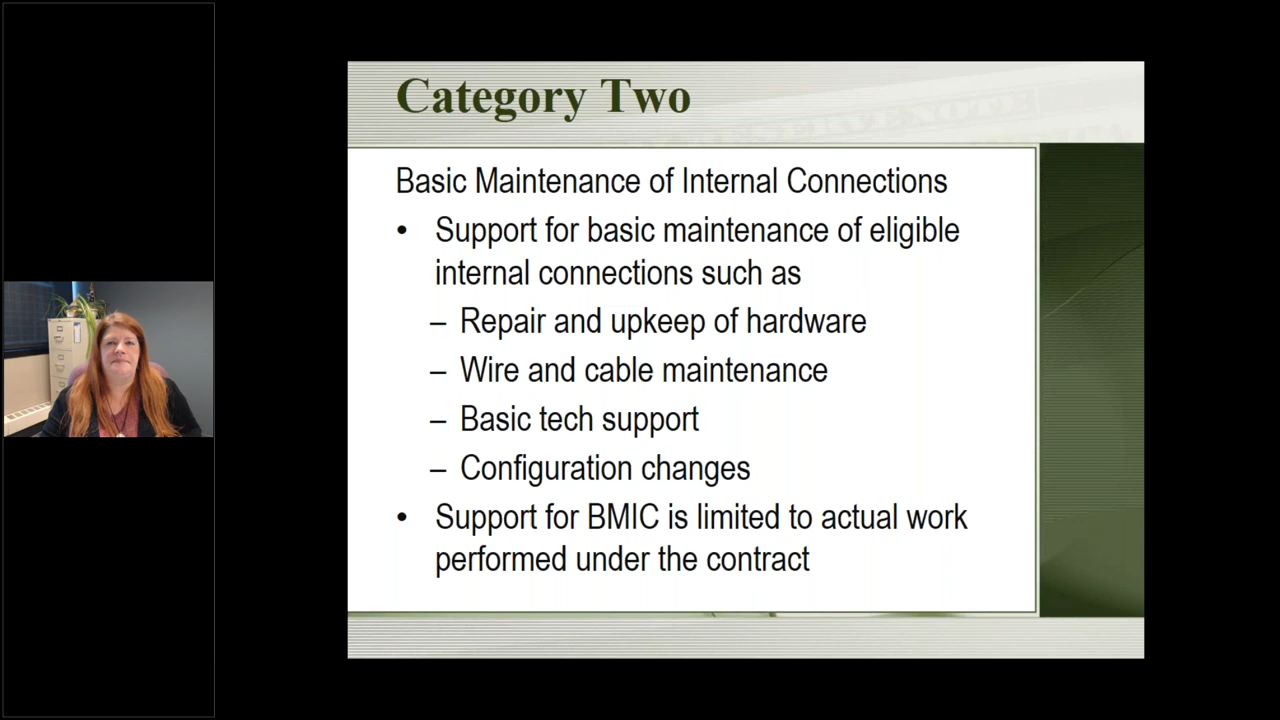 Category Two
Basic Maintenance of Internal Connections
• Support for basic maintenance of eligible
internal connections such as
– Repair and upkeep of hardware
– Wire and cable maintenance
– Basic tech support
– Configuration changes
• Support for BMIC is limited to actual work
performed under the contract